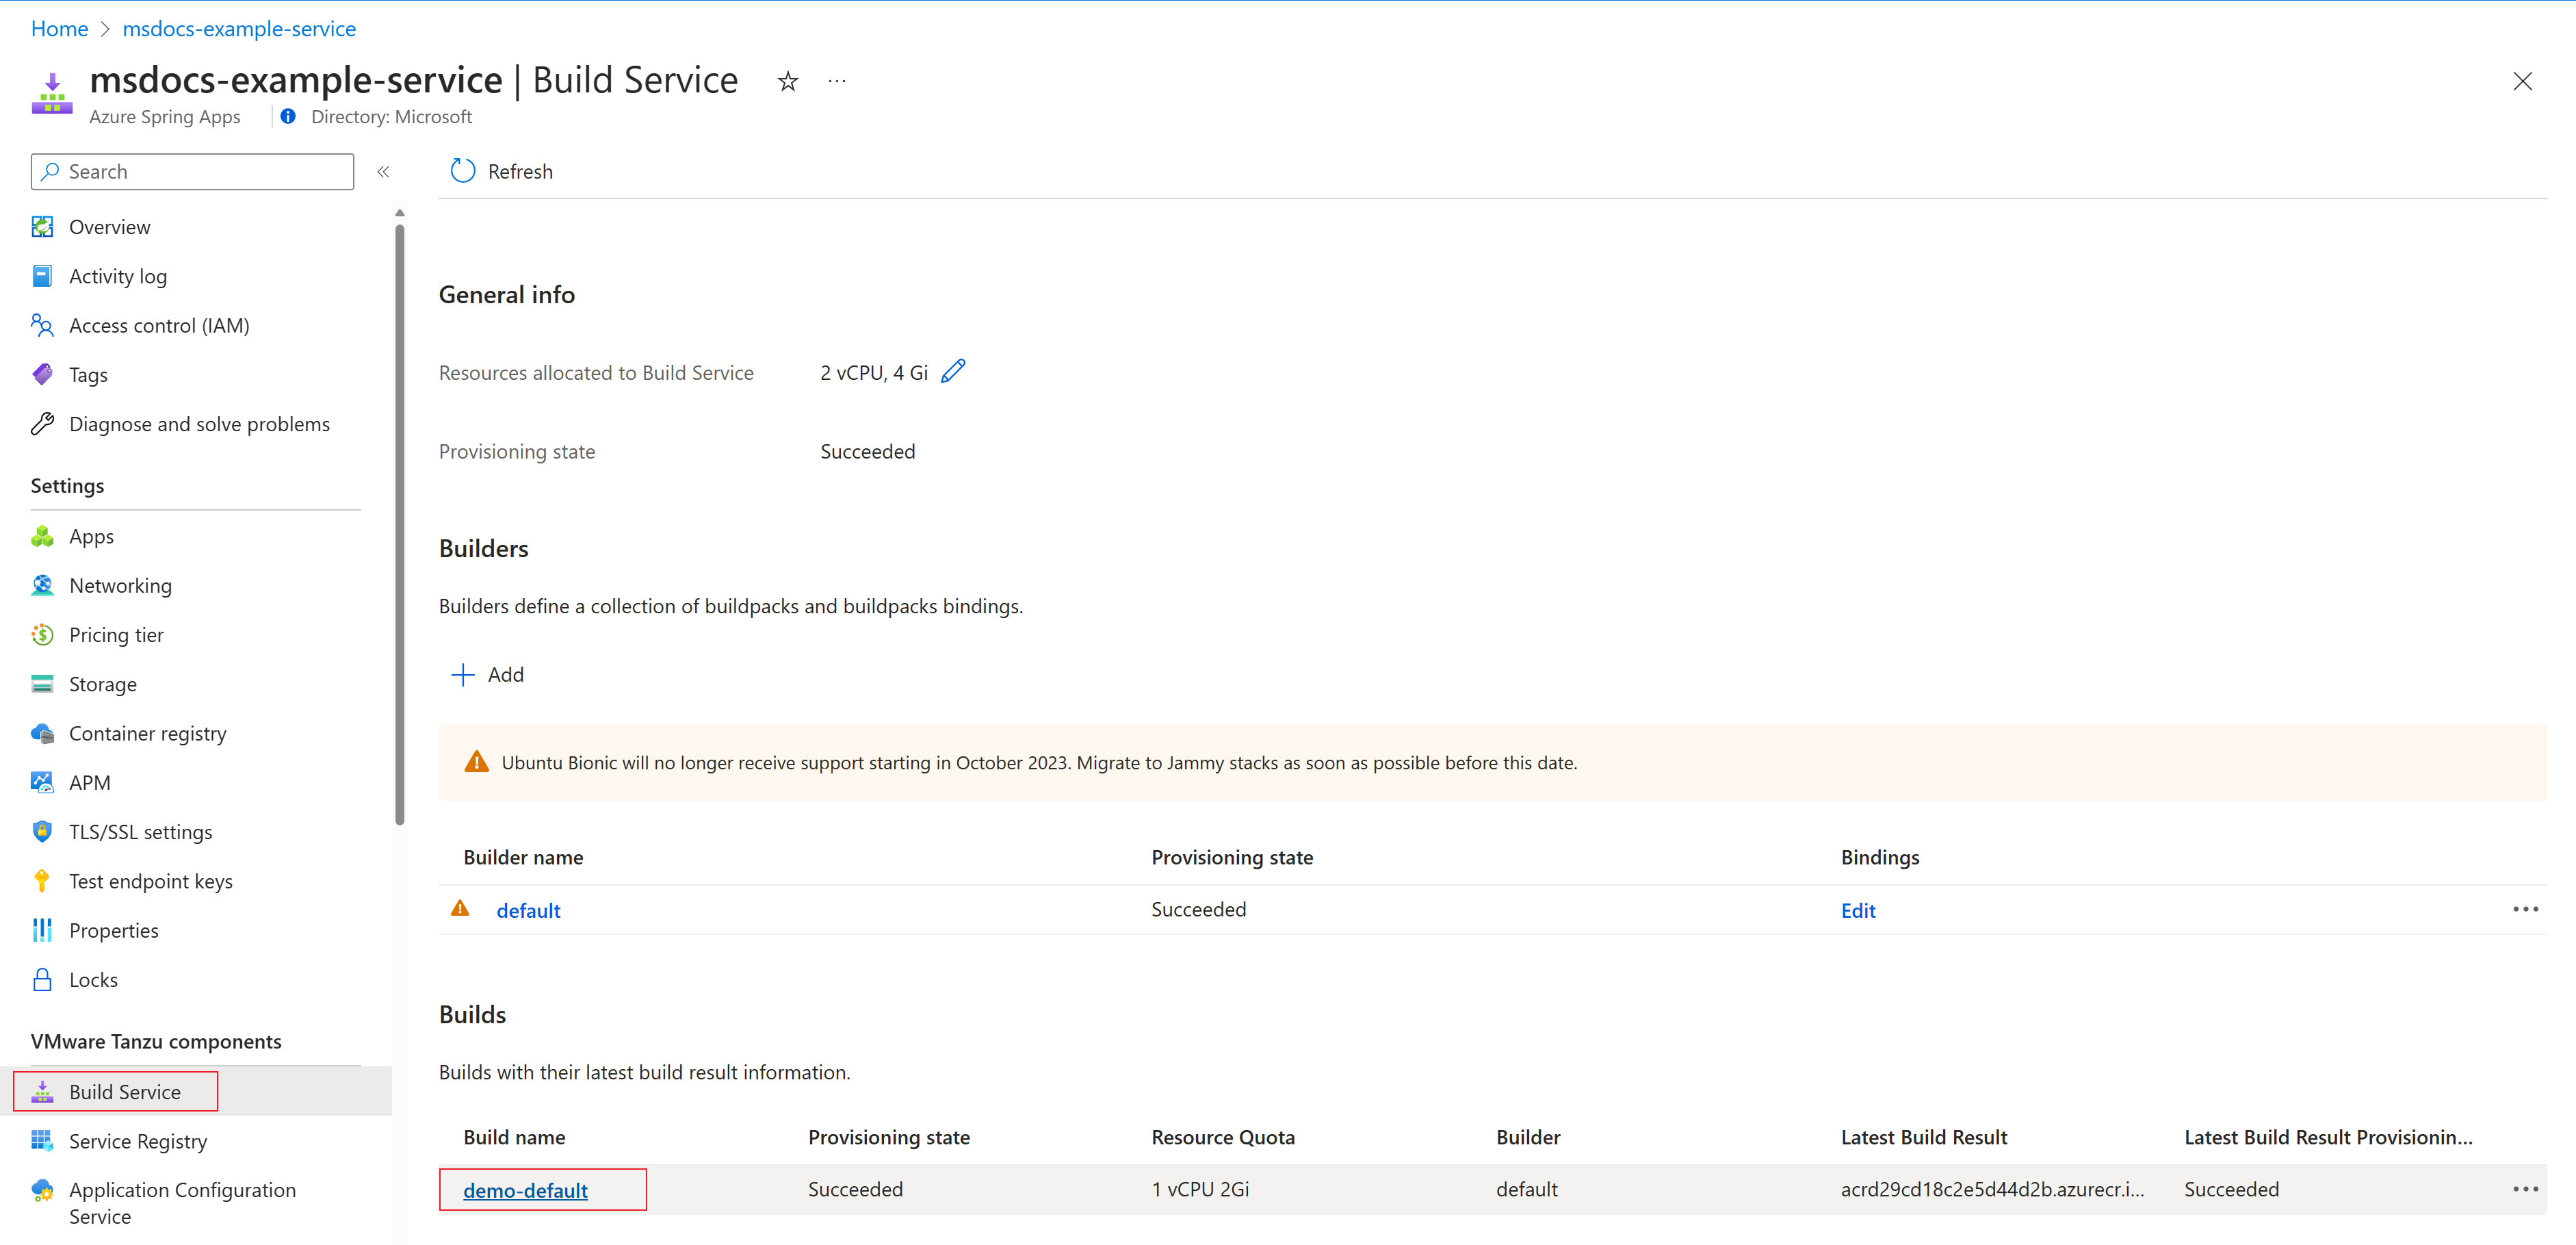 Home > msdocs-example-service
msdocs-example-service | Build Service
Azure Spring Apps
Directory: Microsoft
Search
Refresh
Overview
Activity log
Access control (IAM)
Tags
Diagnose and solve problems
Settings
Apps
Networking
Pricing tier
Storage
Container registry
APM
TLS/SSL settings
Test endpoint keys
Properties
Locks
VMware Tanzu components
Build Service
Service Registry
Application Configuration
Service
General info
Resources allocated to Build Service 2 vCPU, 4 Gi
Provisioning state Succeeded
Builders
Builders define a collection of buildpacks and buildpacks bindings.
Add
Ubuntu Bionic will no longer receive support starting in October 2023. Migrate to Jammy stacks as soon as possible before this date.
Builder name Provisioning state Bindings
default Succeeded Edit
Builds
Builds with their latest build result information.
Build name Provisioning state Resource Quota Builder Latest Build Result Latest Build Result Provisionin...
demo-default Succeeded 1 vCPU 2Gi default acrd29cd18c2e5d44d2b.azurecr.i... Succeeded